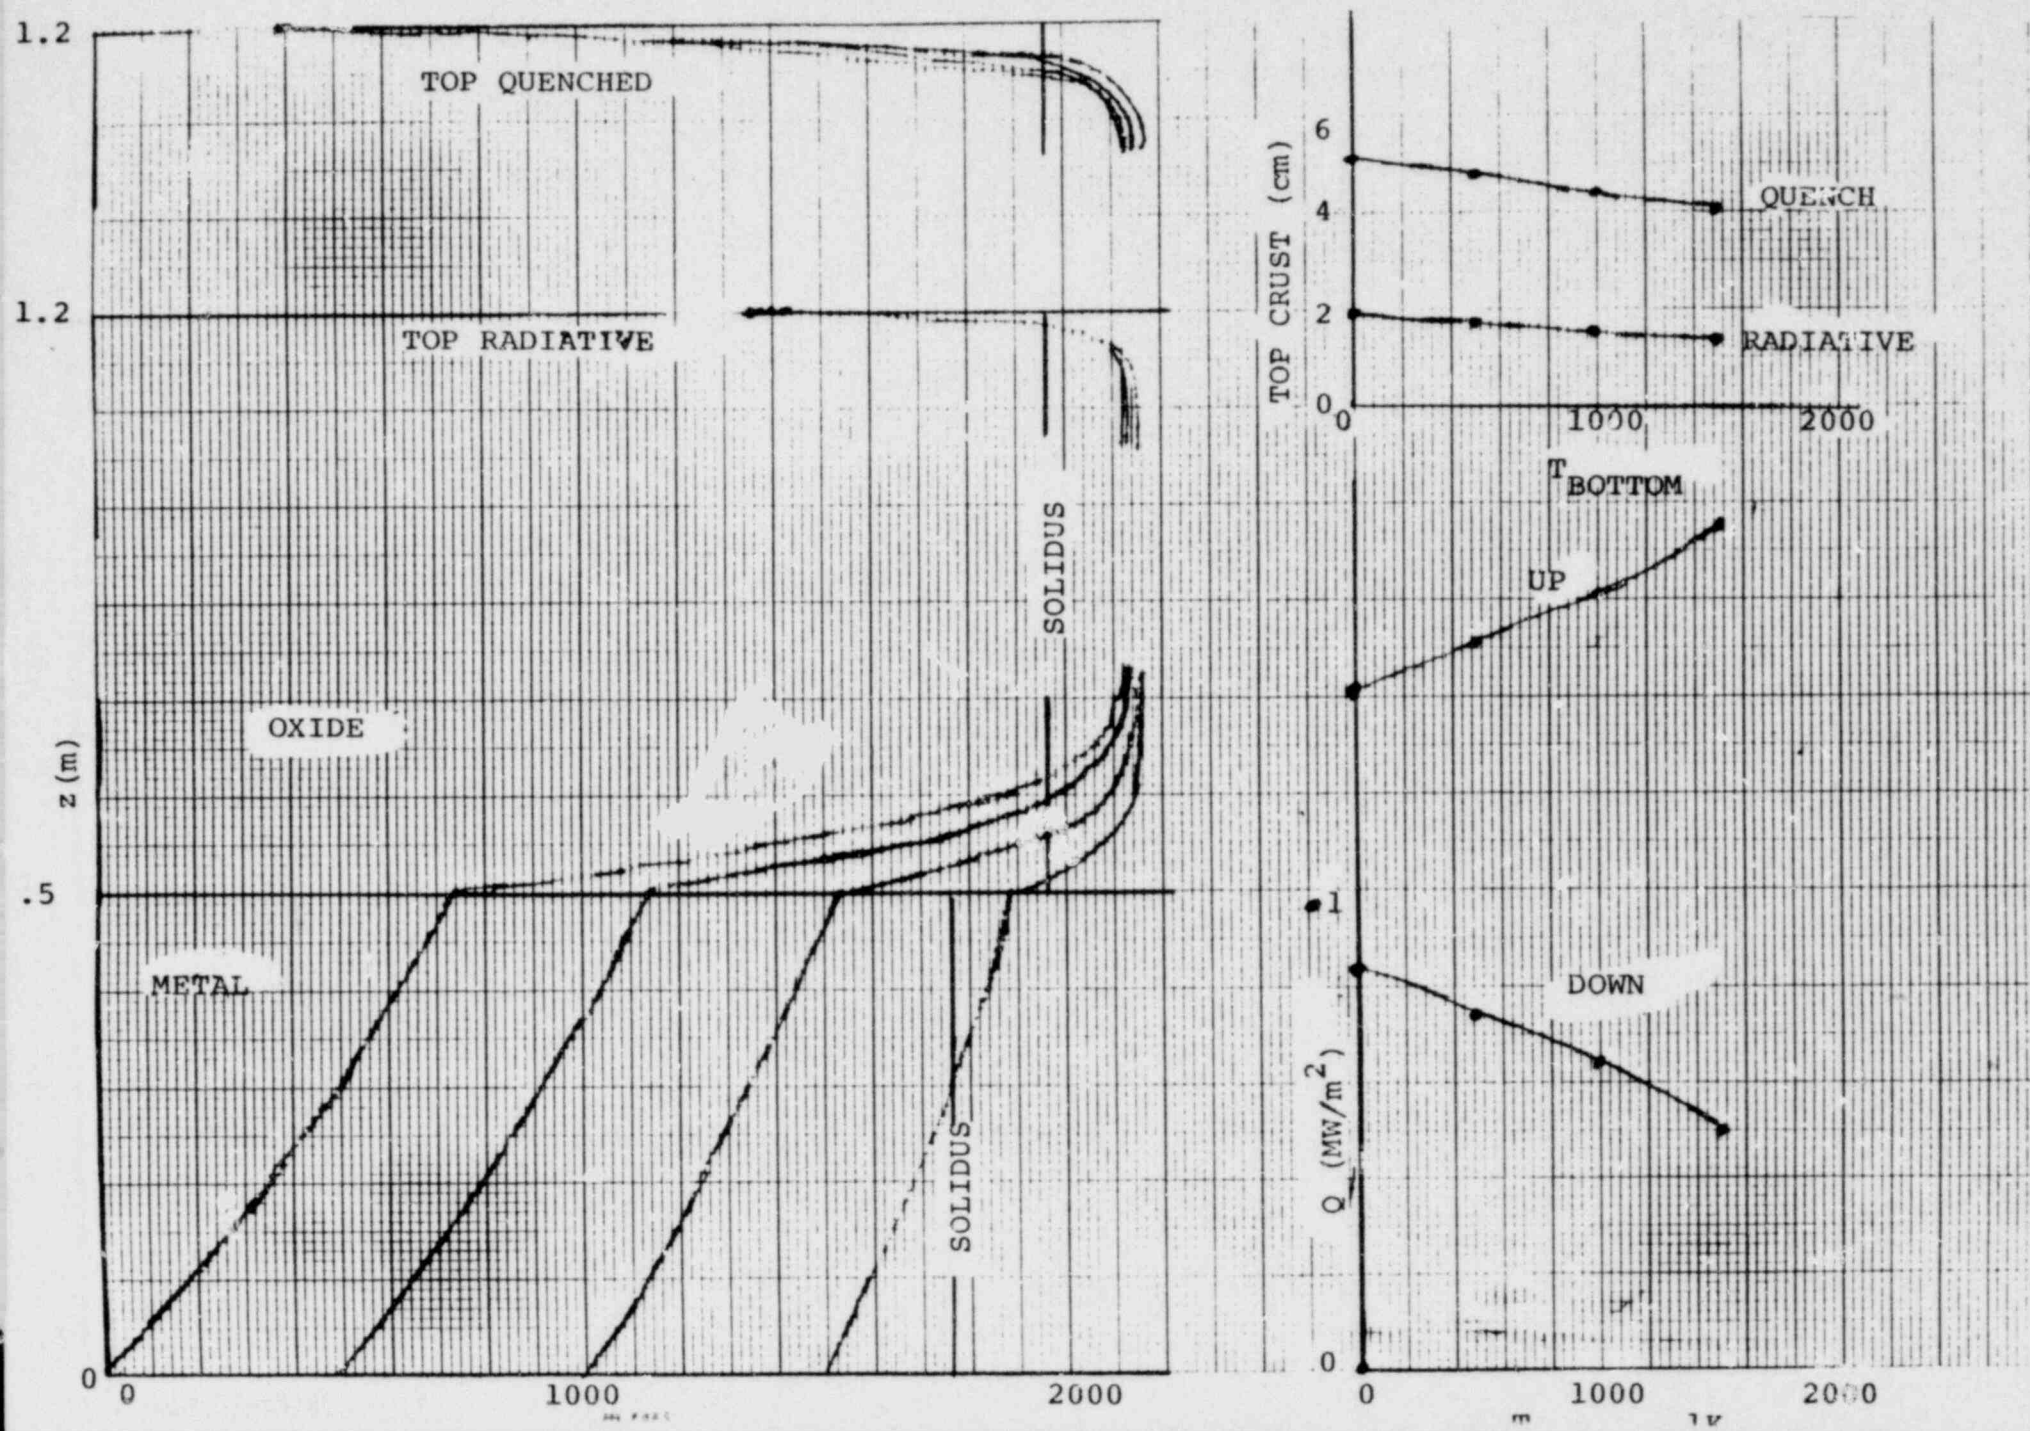 1.2
TOP QUENCHED
1.2
TOP RADIATIVE
SOLIDUS
OXIDE
z (m)
.5
METAL
SOLIDUS
0
0
1000
2000
TOP CRUST (cm)
6
4
2
0
QUENCH
RADIATIVE
0
1000
2000
T BOTTOM
UP
1
DOWN
Q (MW/m²)
0
0
1000
2000